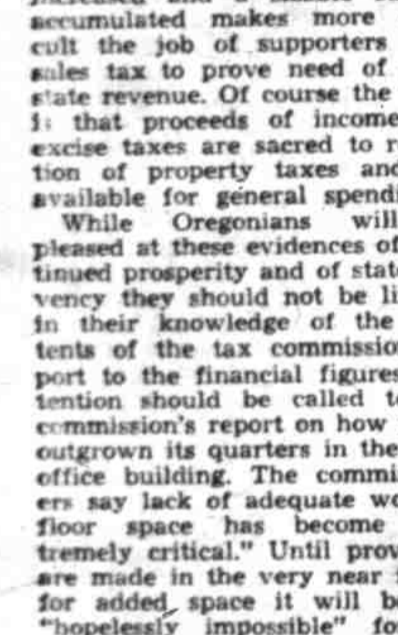 accumulated makes more
cult the job of supporters
sales tax to prove need of
state revenue. Of course the
is that proceeds of income
excise taxes are sacred to r
tion of property taxes and
available for general spendi
While Oregonians will
pleased at these evidences of
tinued prosperity and of stat
vency they should not be li
in their knowledge of the
tents of the tax commissio
port to the financial figures
tention should be called t
commission's report on how
outgrown its quarters in the
office building. The commis
ers say lack of adequate wo
floor space has become
tremely critical." Until prov
are made in the very near
for added space it will b
"hopelessly impossible" fo